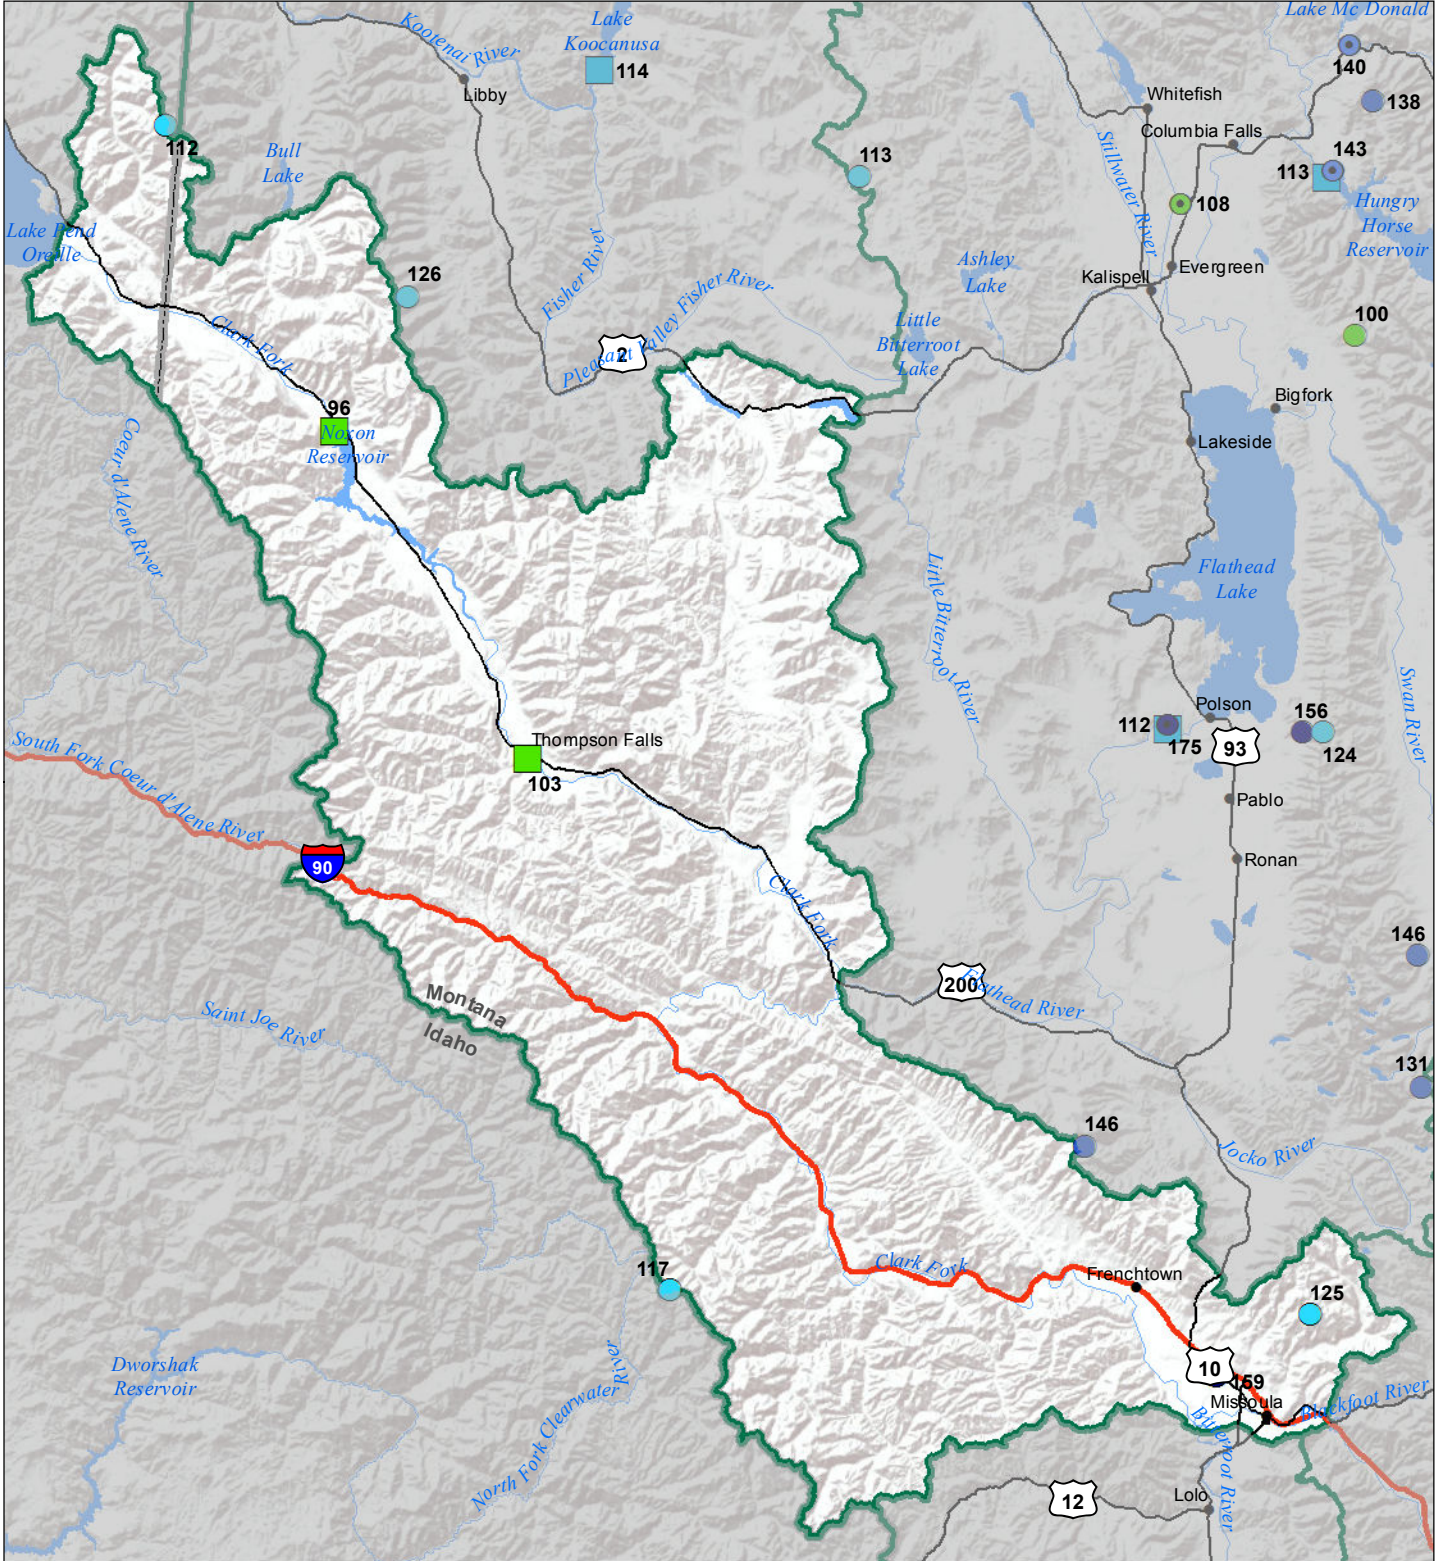 Lake Mc Donald
Kootenai River
Lake
Koocanusa
114
Libby
140
138
Whitefish
Columbia Falls
112
Bull
Lake
113
Stillwater River
143
113
108
Hungry
Horse
Reservoir
Lake Pend
Oreille
126
Fisher River
Pleasant Valley Fisher River
Ashley
Lake
Evergreen
Kalispell
Clark Fork
2
Little
Bitterroot
Lake
100
96
Noxon
Reservoir
Bigfork
Lakeside
Coeur d'Alene River
Little Bitterroot River
Flathead
Lake
Swan River
Polson
112
175
93
156
124
South Fork Coeur d'Alene River
Thompson Falls
103
Pablo
90
Ronan
Clark Fork
146
200
Flathead River
Montana
Idaho
Saint Joe River
131
146
Jocko River
117
Clark Fork
Frenchtown
125
Dworshak
Reservoir
10
159
Missoula
Blackfoot River
North Fork Clearwater River
Bitterroot River
12
Lolo